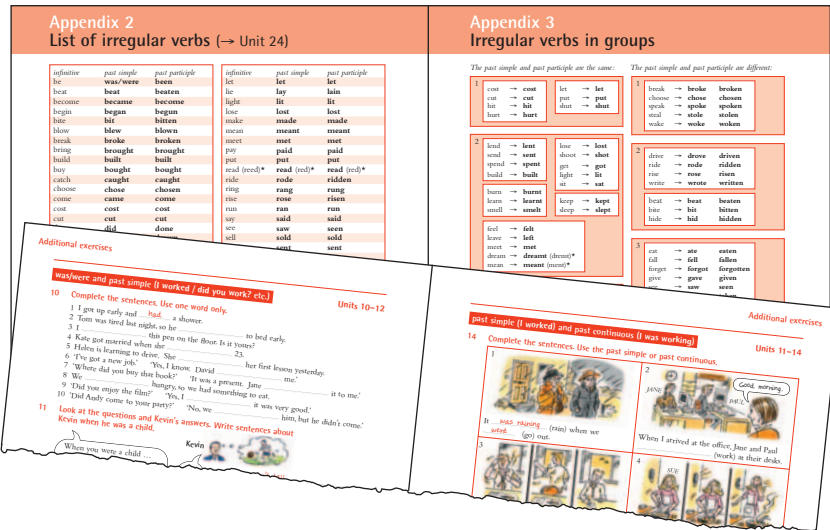 Appendix 2
List of irregular verbs (→ Unit 24)
infinitive past simple past participle
be was/were been
beat beat beaten
become became become
begin began begun
bite bit bitten
blow blew blown
break broke broken
bring brought brought
build built built
buy bought bought
catch caught caught
choose chose chosen
come came come
cost cost cost
cut cut cut
did done
infinitive past simple past participle
let let let
lie lay lain
light lit lit
lose lost lost
make made made
mean meant meant
meet met met
pay paid paid
put put put
read (reed)* read (red)* read (red)*
ride rode ridden
ring rang rung
rise rose risen
run ran run
say said said
see saw seen
sell sold sold
sent sent
Appendix 3
Irregular verbs in groups
The past simple and past participle are the same:
1
cost → cost
cut → cut
hit → hit
hurt → hurt
let → let
put → put
shut → shut
2
lend → lent
send → sent
spend → spent
build → built
lose → lost
shoot → shot
get → got
light → lit
sit → sat
burn → burnt
learn → learnt
smell → smelt
keep → kept
sleep → slept
feel → felt
leave → left
meet → met
dream → dreamt (dremt)*
mean → meant (ment)*
The past simple and past participle are different:
1
break → broke broken
choose → chose chosen
speak → spoke spoken
steal → stole stolen
wake → woke woken
2
drive → drove driven
ride → rode ridden
rise → rose risen
write → wrote written
beat → beat beaten
bite → bit bitten
hide → hid hidden
3
eat → ate eaten
fall → fell fallen
forget → forgot forgotten
give → gave given
saw seen
Additional exercises
was/were and past simple (I worked / did you work? etc.)
Units 10–12
10 Complete the sentences. Use one word only.
1 I got up early and had a shower.
2 Tom was tired last night, so he to bed early.
3 I this pen on the floor. Is it yours?
4 Kate got married when she 23.
5 Helen is learning to drive. She her first lesson yesterday.
6 'I've got a new job.' 'Yes, I know. David me.'
7 'Where did you buy that book?' 'It was a present. Jane it to me.'
8 We hungry, so we had something to eat.
9 'Did you enjoy the film?' 'Yes, I it was very good.'
10 'Did Andy come to your party?' 'No, we him, but he didn't come.'
11 Look at the questions and Kevin's answers. Write sentences about
Kevin when he was a child.
When you were a child ...
Kevin
Additional exercises
past simple (I worked) and past continuous (I was working)
Units 11–14
14 Complete the sentences. Use the past simple or past continuous.
1
It was raining (rain) when we
went (go) out.
2
JANE
PAUL
Good morning.
When I arrived at the office, Jane and Paul
(work) at their desks.
3
4
SUE